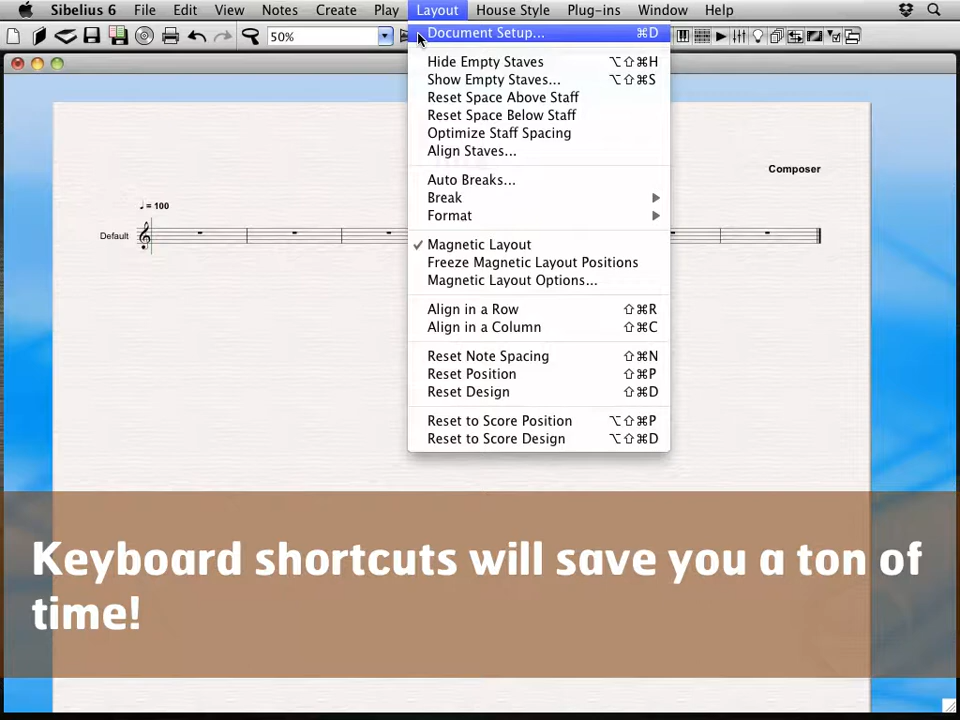 Sibelius 6 File Edit View Notes Create Play Layout House Style Plug-ins Window Help
50%
Document Setup... ⌘D
Hide Empty Staves ⌥⇧⌘H
Show Empty Staves... ⌥⇧⌘S
Reset Space Above Staff
Reset Space Below Staff
Optimize Staff Spacing
Align Staves...
Auto Breaks...
Break
Format
✓ Magnetic Layout
Freeze Magnetic Layout Positions
Magnetic Layout Options...
Align in a Row ⇧⌘R
Align in a Column ⇧⌘C
Reset Note Spacing ⇧⌘N
Reset Position ⇧⌘P
Reset Design ⇧⌘D
Reset to Score Position ⌥⇧⌘P
Reset to Score Design ⌥⇧⌘D
Composer
♩ = 100
Default
Keyboard shortcuts will save you a ton of
time!